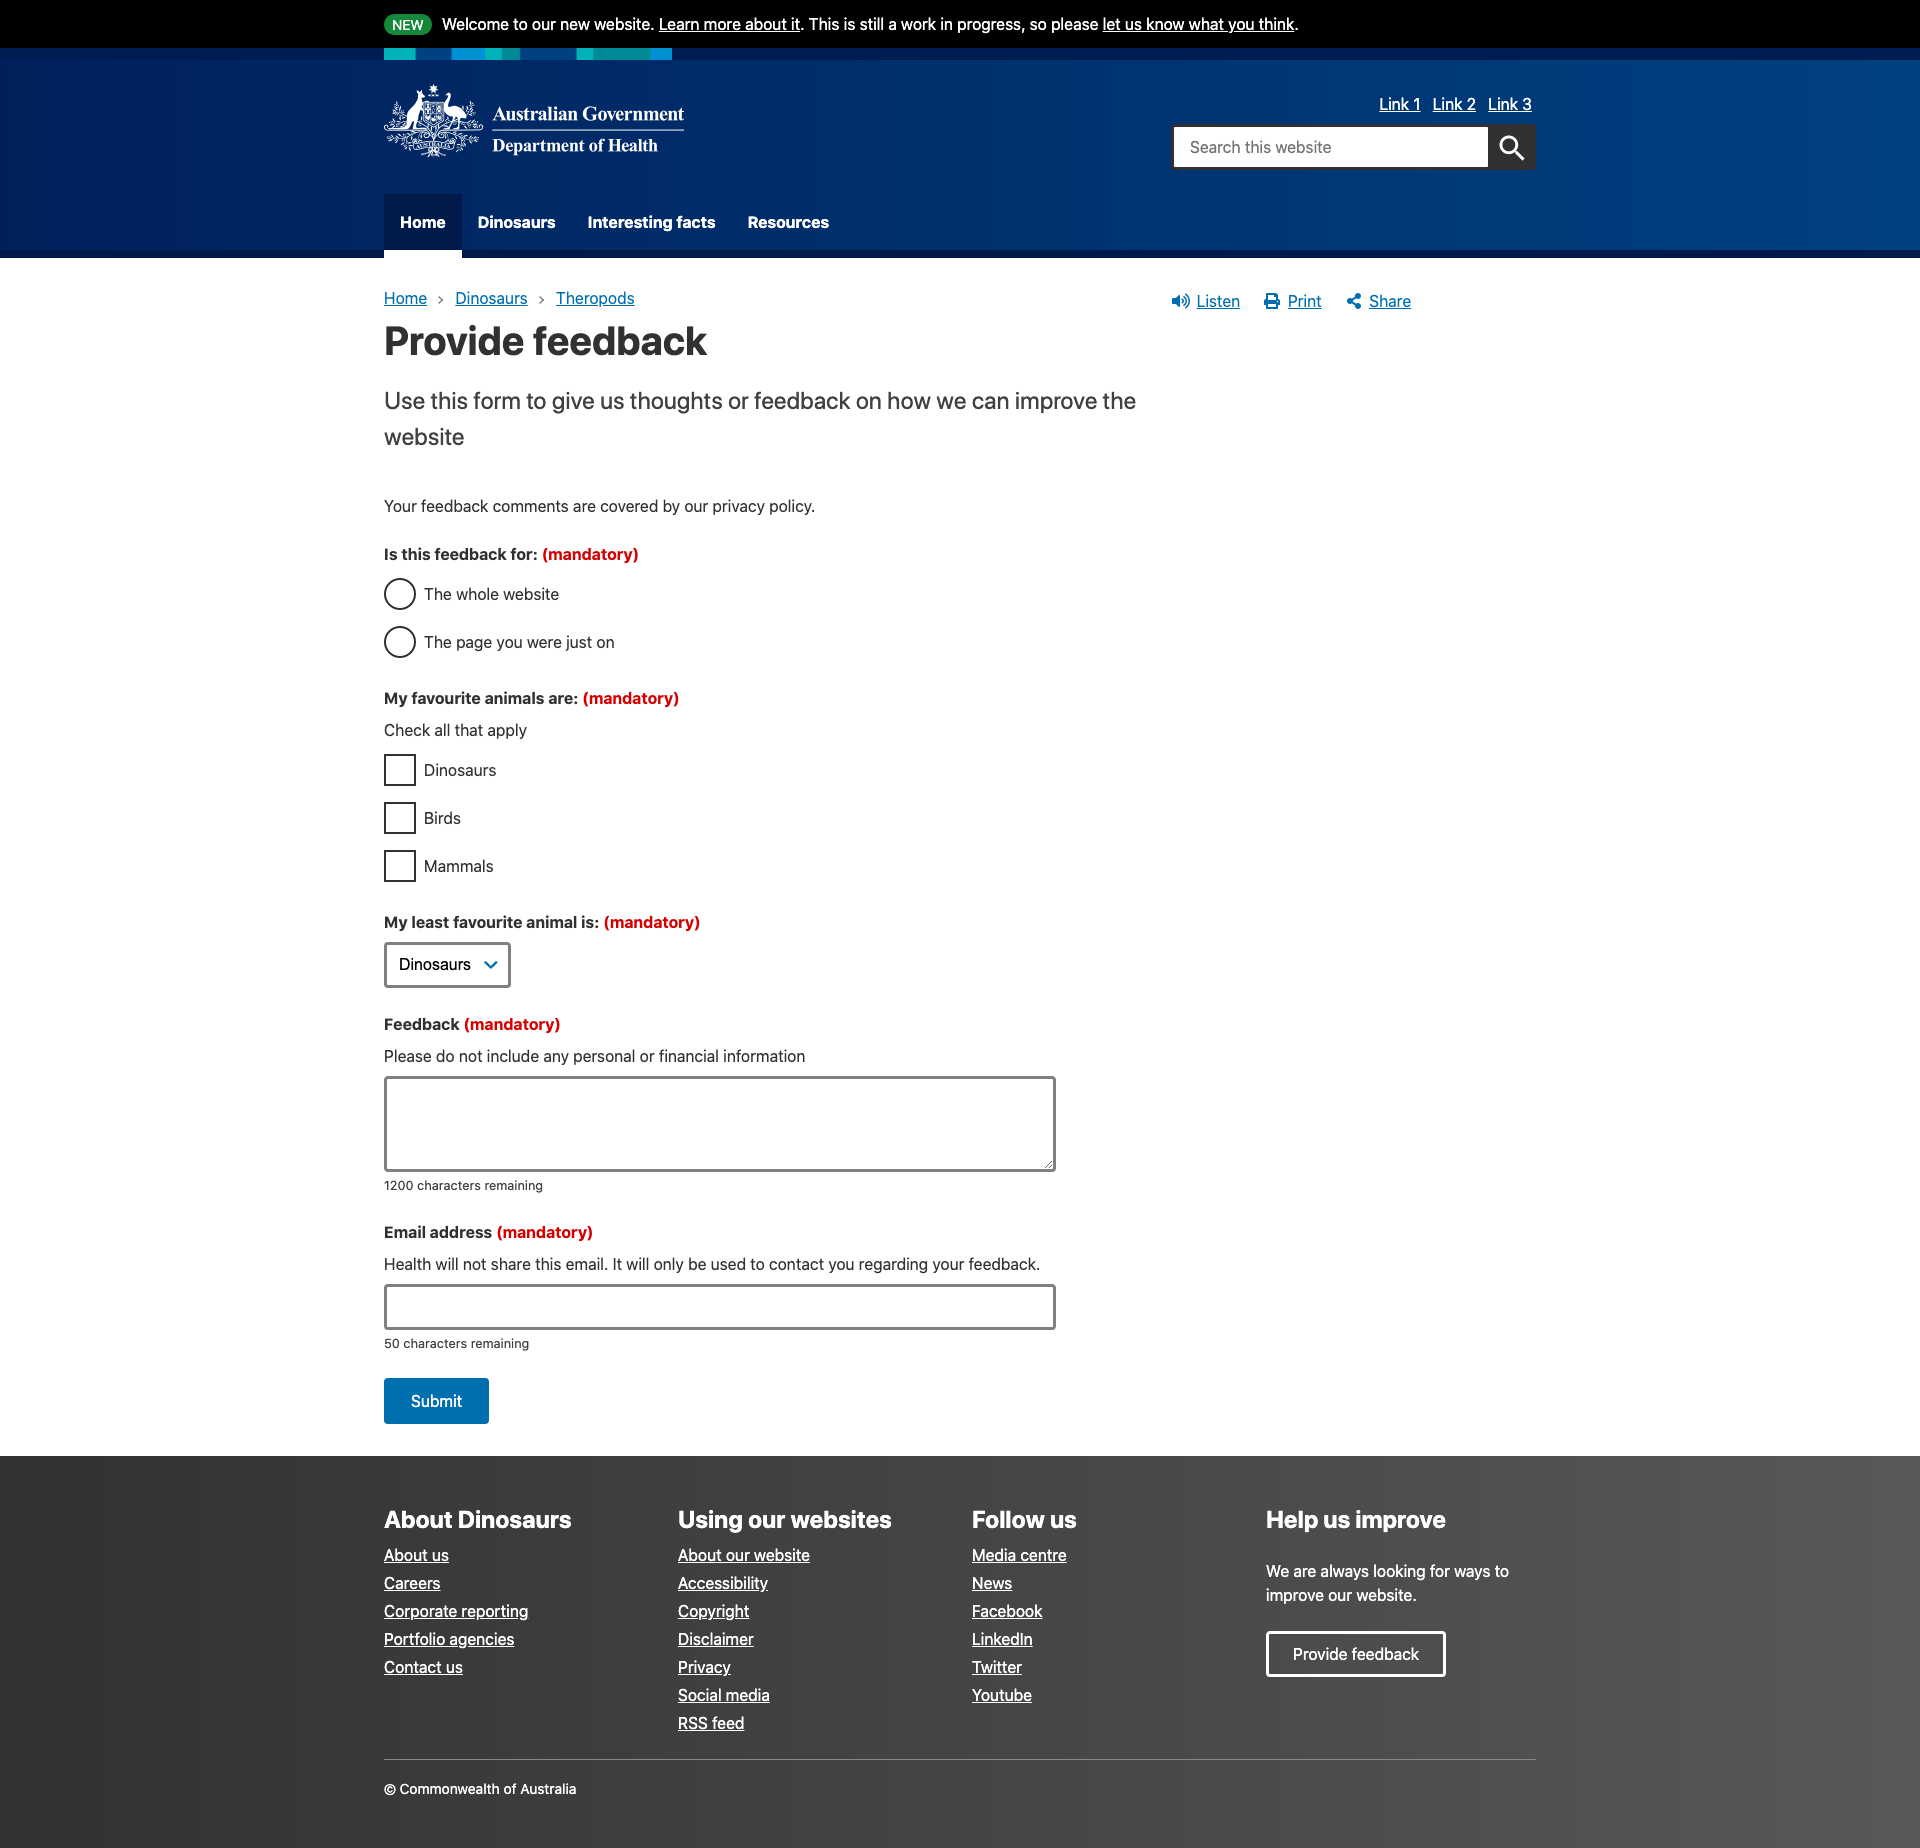 NEW Welcome to our new website. Learn more about it. This is still a work in progress, so please let us know what you think.
Australian Government
Department of Health
Link 1 Link 2 Link 3
Search this website
Home Dinosaurs Interesting facts Resources
Home > Dinosaurs > Theropods
Listen Print Share
Provide feedback
Use this form to give us thoughts or feedback on how we can improve the
website
Your feedback comments are covered by our privacy policy.
Is this feedback for: (mandatory)
The whole website
The page you were just on
My favourite animals are: (mandatory)
Check all that apply
Dinosaurs
Birds
Mammals
My least favourite animal is: (mandatory)
Dinosaurs
Feedback (mandatory)
Please do not include any personal or financial information
1200 characters remaining
Email address (mandatory)
Health will not share this email. It will only be used to contact you regarding your feedback.
50 characters remaining
Submit
About Dinosaurs
About us
Careers
Corporate reporting
Portfolio agencies
Contact us
Using our websites
About our website
Accessibility
Copyright
Disclaimer
Privacy
Social media
RSS feed
Follow us
Media centre
News
Facebook
LinkedIn
Twitter
Youtube
Help us improve
We are always looking for ways to
improve our website.
Provide feedback
© Commonwealth of Australia